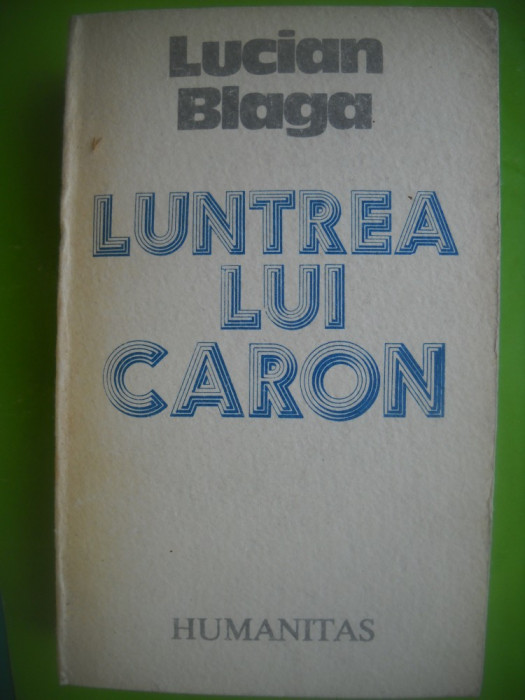 Lucian
Blaga
LUNTREA
LUI
CARON
HUMANITAS